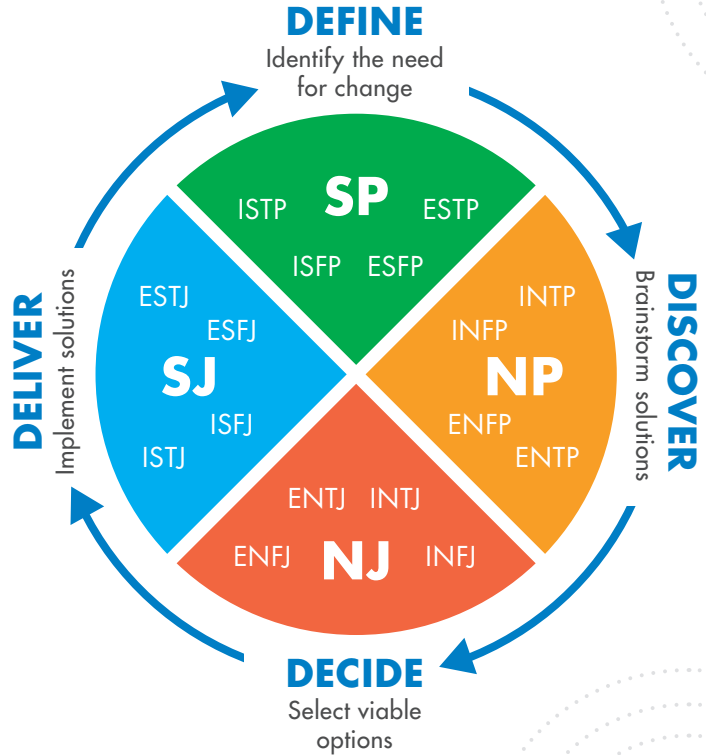 DEFINE
Identify the need
for change
ISTP
SP
ESTP
ISFP
ESFP
DISCOVER
Brainstorm solutions
INTP
INFP
NP
ENFP
ENTP
ENTJ
INTJ
ENFJ
NJ
INFJ
DECIDE
Select viable
options
DELIVER
Implement solutions
ESTJ
ESFJ
SJ
ISFJ
ISTJ